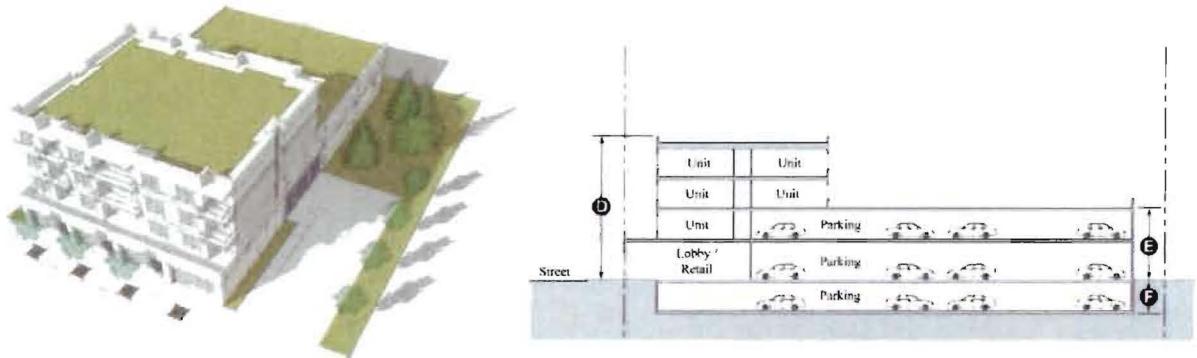 Unit Unit
Unit Unit
D
Unit Parking
E
Lobby /
Retail
Parking
Street
Parking
F